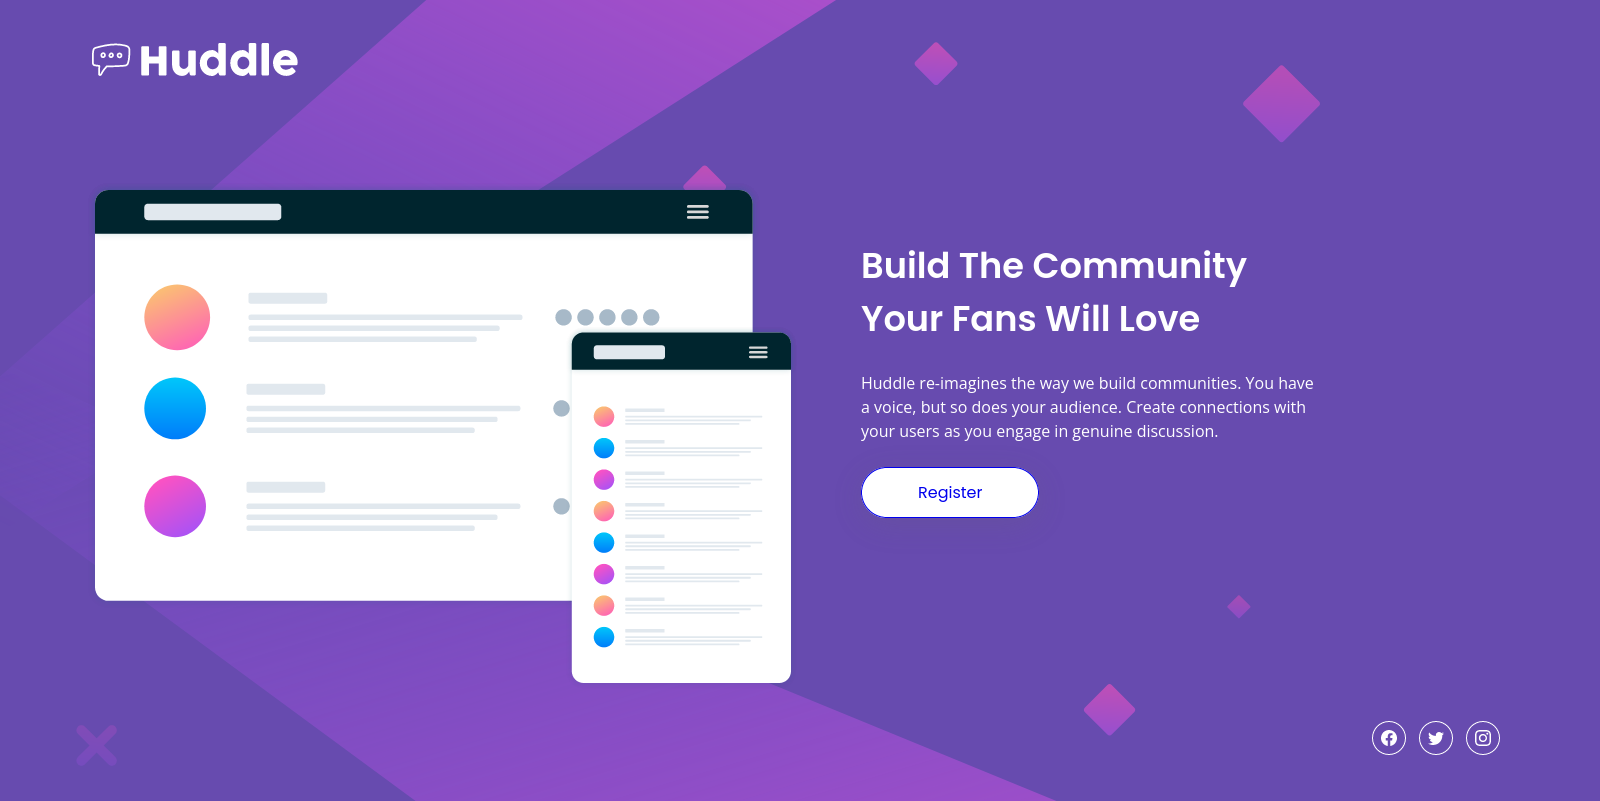 Huddle
Build The Community
Your Fans Will Love
Huddle re-imagines the way we build communities. You have
a voice, but so does your audience. Create connections with
your users as you engage in genuine discussion.
Register